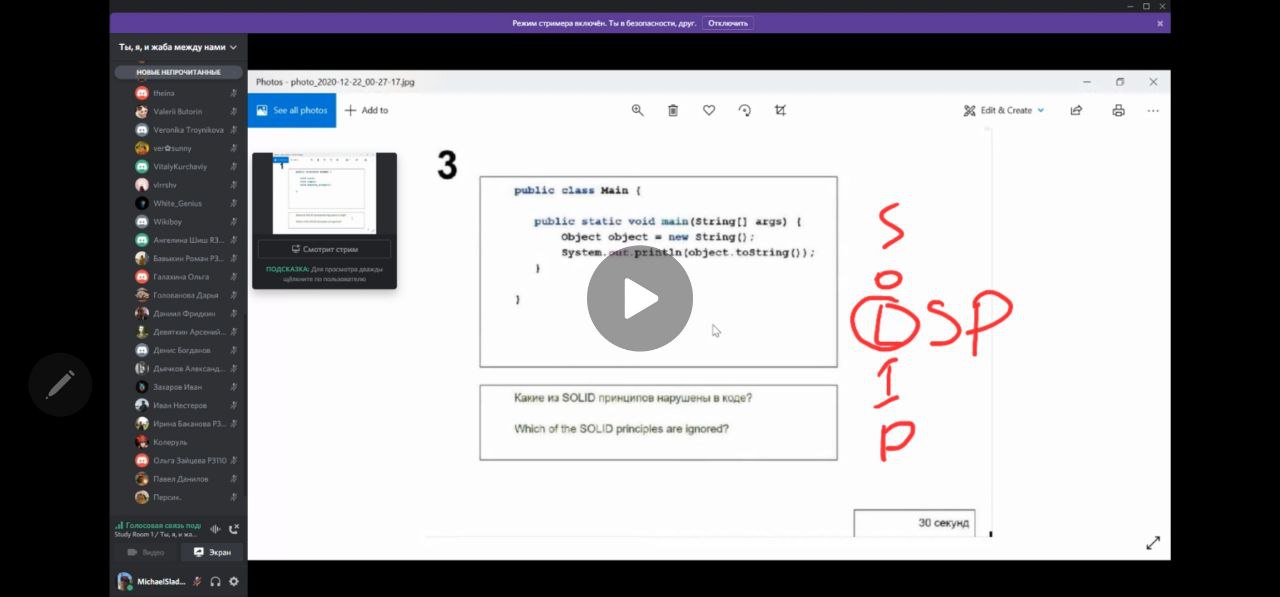 Режим стримера включён. Ты в безопасности, друг. Отключить
Ты, я, и жаба между нами
НОВЫЕ НЕПРОЧИТАННЫЕ
theina
Valerii Butorin
Veronika Troynikova
ver✿sunny
VitalyKurchaviy
virrshv
White_Genius
Wikiboy
Ангелина Шиш R3...
Бавыкин Роман P3...
Галахина Ольга
Голованова Дарья
Даниил Фридкин
Девяткин Арсений...
Денис Богданов
Дьячков Александ...
Захаров Иван
Иван Нестеров
Ирина Баканова P3...
Колеруль
Ольга Зайцева P3110
Павел Данилов
Персик.
Голосовая связь подк
Study Room 1 / Ты, я, и жа...
Видео
Экран
MichaelSlad...
Photos - photo_2020-12-22_00-27-17.jpg
See all photos
Add to
Edit & Create
Смотрит стрим
ПОДСКАЗКА: Для просмотра дважды
щёлкните по пользователю
3
public class Main {
public static void main(String[] args) {
Object object = new String();
System.out.println(object.toString());
}
}
Какие из SOLID принципов нарушены в коде?
Which of the SOLID principles are ignored?
30 секунд
S
O
LSP
I
D